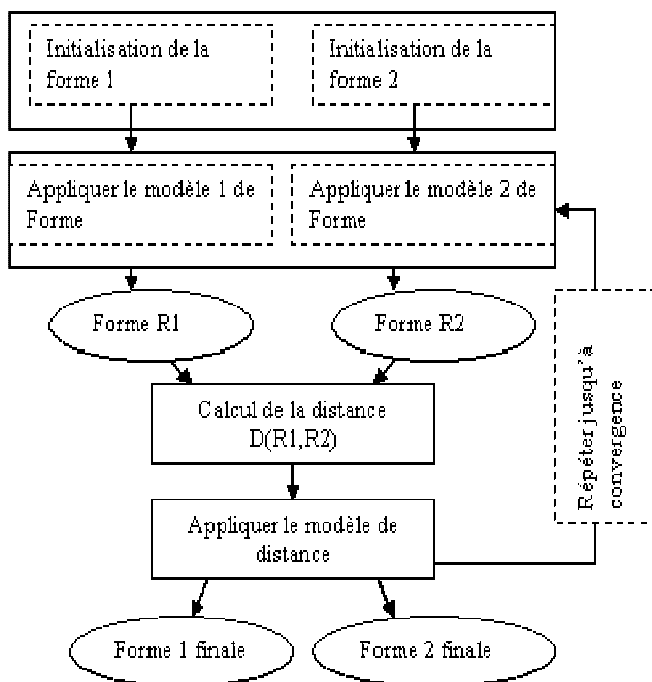 Initialisation de la
forme 1
Initialisation de la
forme 2
Appliquer le modèle 1 de
Forme
Appliquer le modèle 2 de
Forme
Forme R1
Forme R2
Calcul de la distance
D(R1,R2)
Répéter jusqu'à
convergence
Appliquer le modèle de
distance
Forme 1 finale
Forme 2 finale